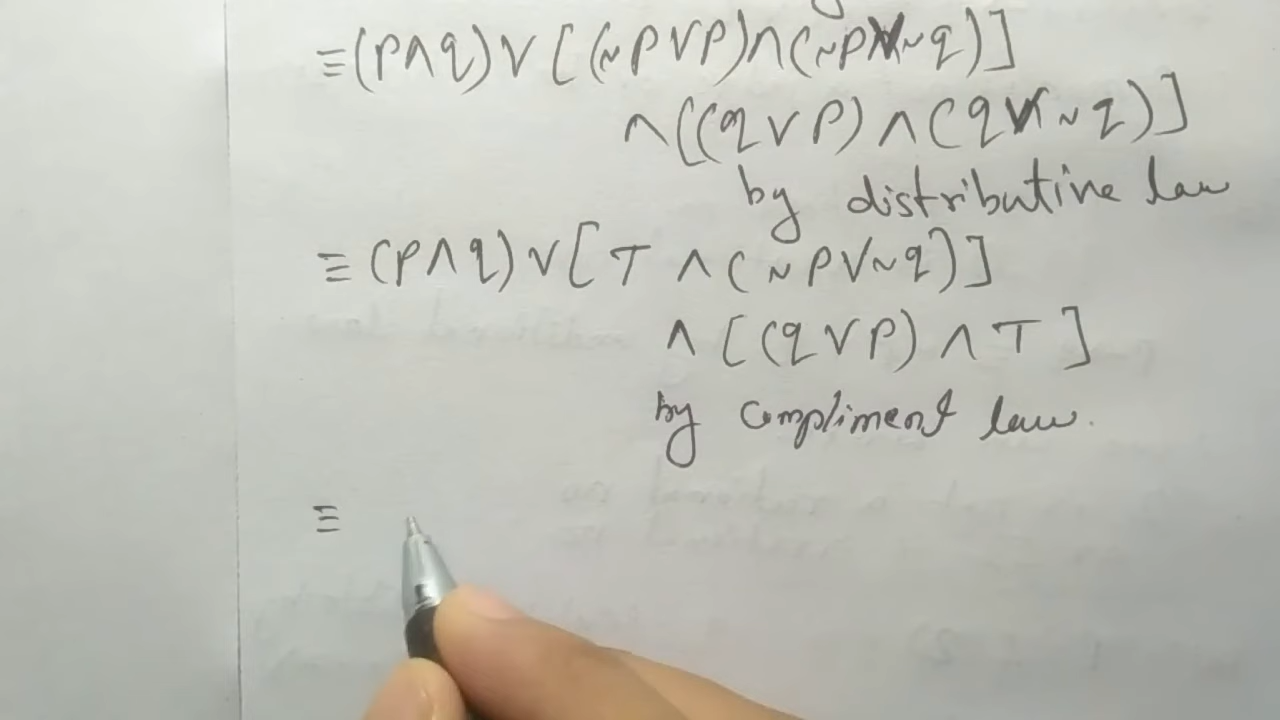 ≡(P∧q)∨[(~P∨P)∧(~P∨~q)]
∧[(q∨P)∧(q∨~q)]
by distributive law
≡(P∧q)∨[T∧(~P∨~q)]
∧[(q∨P)∧T]
by compliment law.
≡